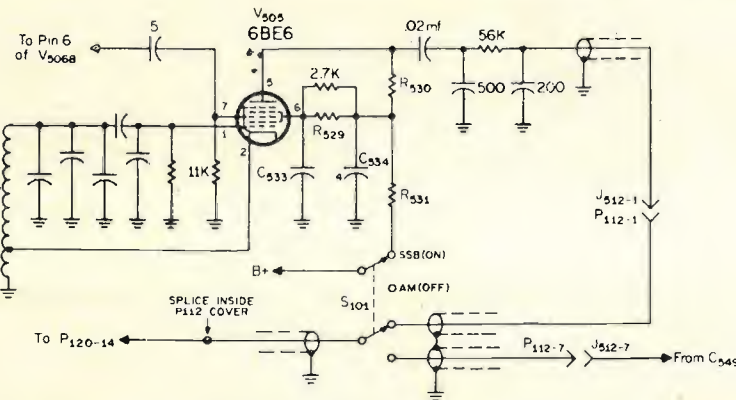 V505
6BE6
5
To Pin 6
of V506B
.02mf
56K
2.7K
5
R530
500
200
7
6
1
R529
2
11K
C533
4
C534
R531
J512-1
P112-1
SSB(ON)
B+
AM(OFF)
SPLICE INSIDE
P112 COVER
S101
To P120-14
P112-7
J512-7
From C549